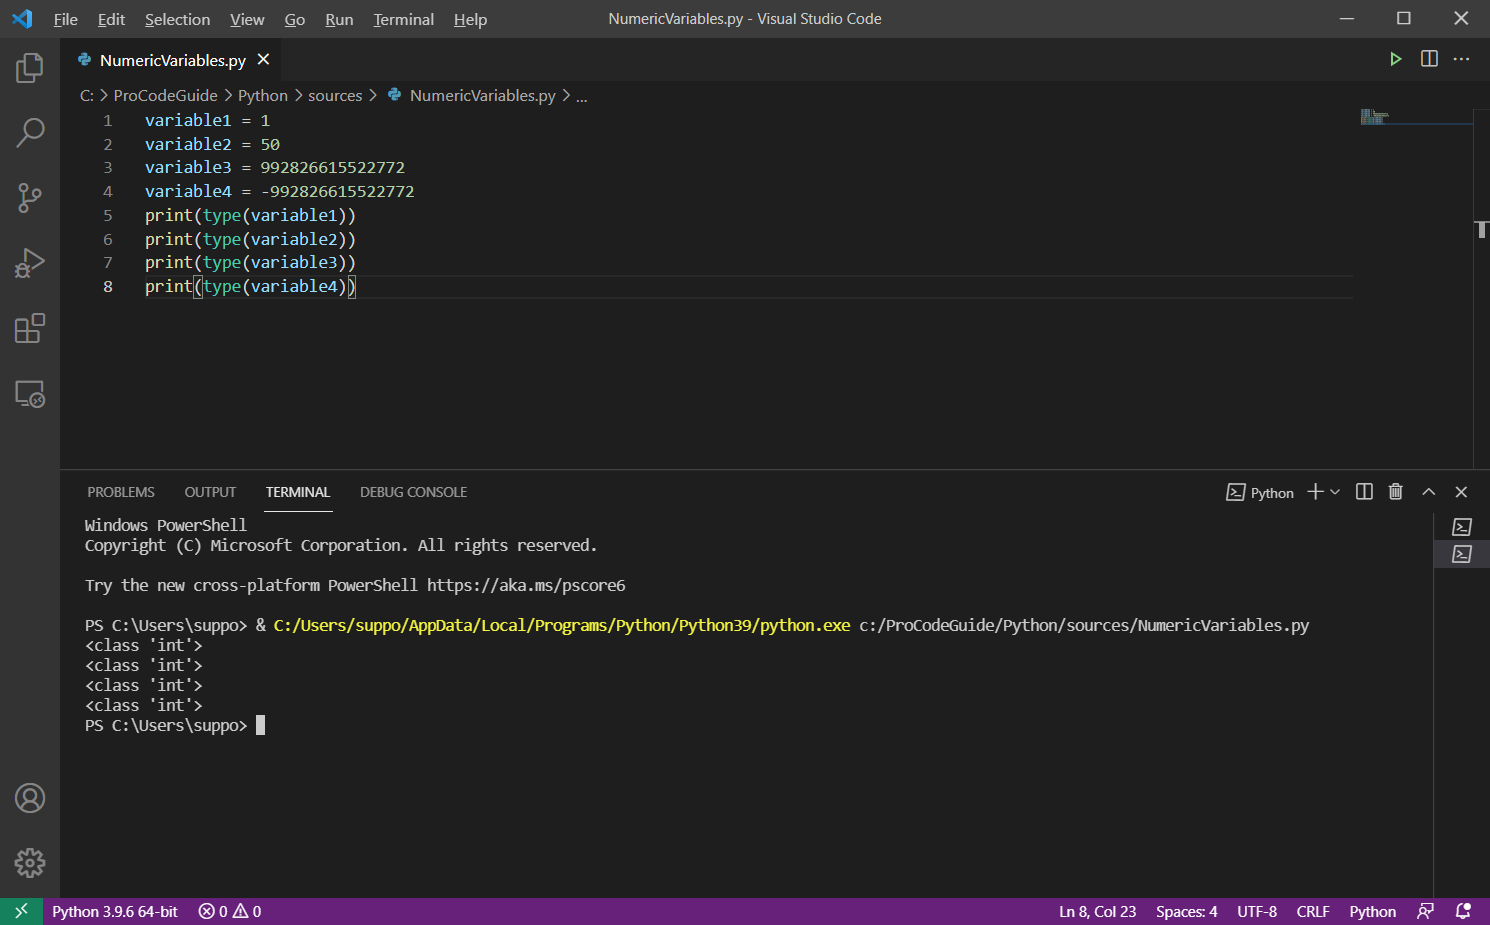 File Edit Selection View Go Run Terminal Help NumericVariables.py - Visual Studio Code
NumericVariables.py
C: > ProCodeGuide > Python > sources > NumericVariables.py > ...
1 variable1 = 1
2 variable2 = 50
3 variable3 = 992826615522772
4 variable4 = -992826615522772
5 print(type(variable1))
6 print(type(variable2))
7 print(type(variable3))
8 print(type(variable4))
PROBLEMS OUTPUT TERMINAL DEBUG CONSOLE Python
Windows PowerShell
Copyright (C) Microsoft Corporation. All rights reserved.
Try the new cross-platform PowerShell https://aka.ms/pscore6
PS C:\Users\suppo> & C:/Users/suppo/AppData/Local/Programs/Python/Python39/python.exe c:/ProCodeGuide/Python/sources/NumericVariables.py
<class 'int'>
<class 'int'>
<class 'int'>
<class 'int'>
PS C:\Users\suppo>
Python 3.9.6 64-bit 0 0 Ln 8, Col 23 Spaces: 4 UTF-8 CRLF Python